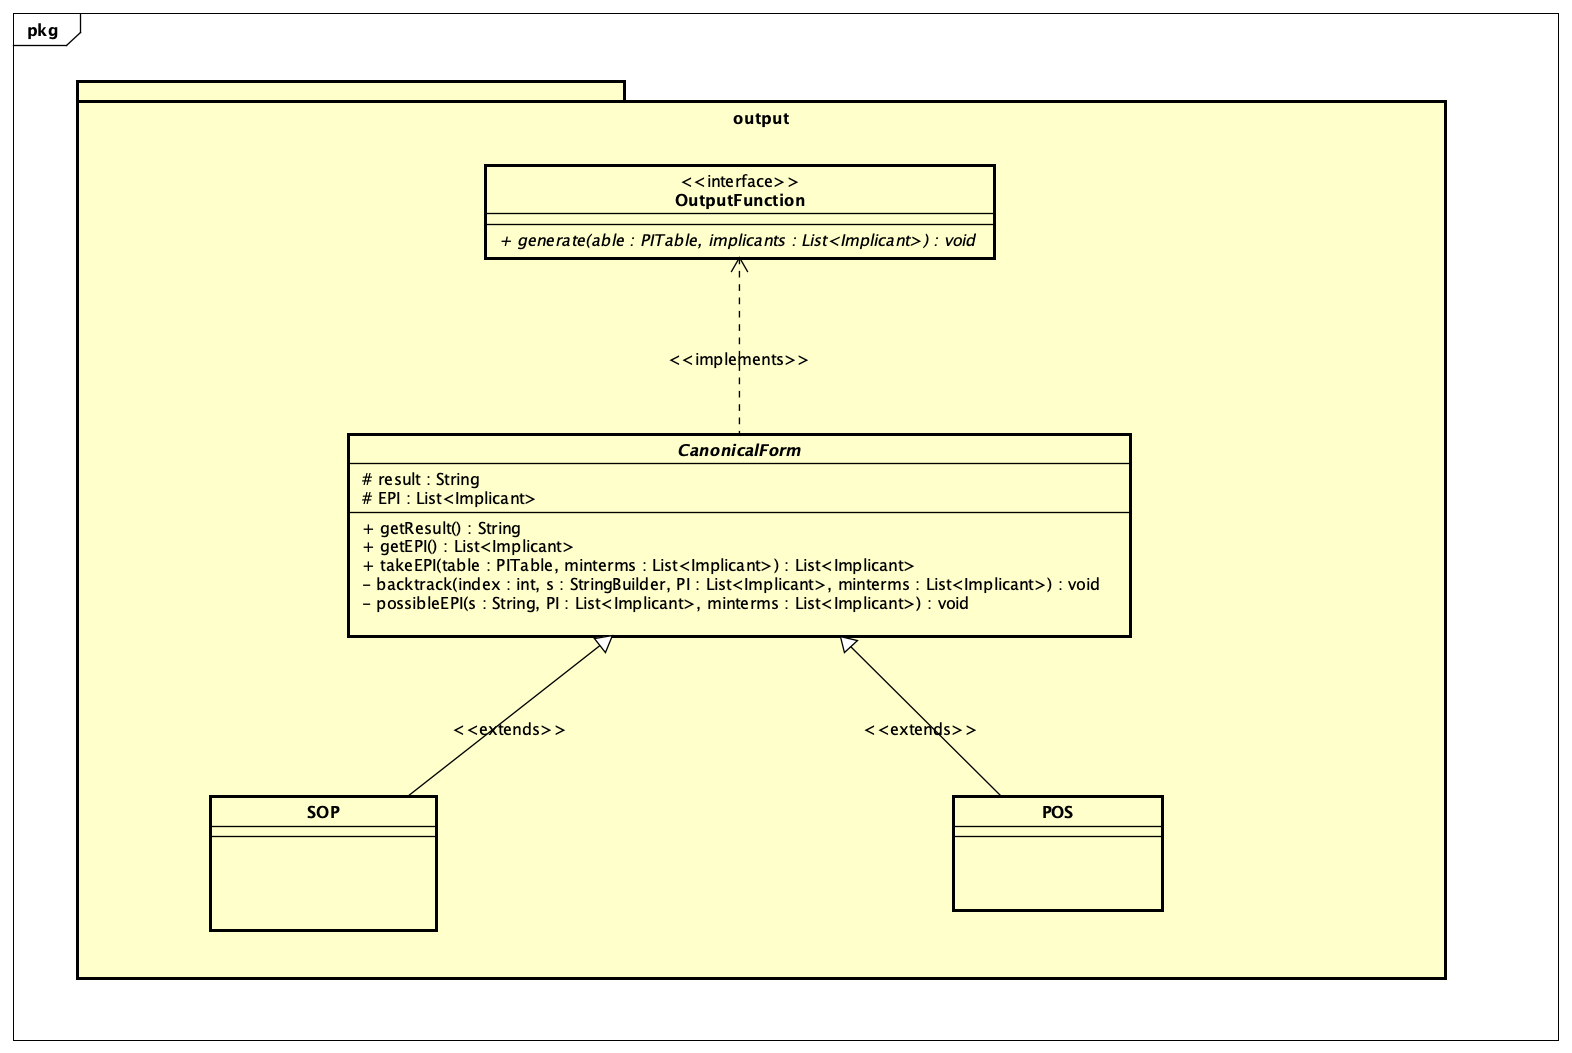 pkg
output
<<interface>>
OutputFunction
+ generate(able : PITable, implicants : List<Implicant>) : void
<<implements>>
CanonicalForm
# result : String
# EPI : List<Implicant>
+ getResult() : String
+ getEPI() : List<Implicant>
+ takeEPI(table : PITable, minterms : List<Implicant>) : List<Implicant>
- backtrack(index : int, s : StringBuilder, PI : List<Implicant>, minterms : List<Implicant>) : void
- possibleEPI(s : String, PI : List<Implicant>, minterms : List<Implicant>) : void
<<extends>>
<<extends>>
SOP
POS